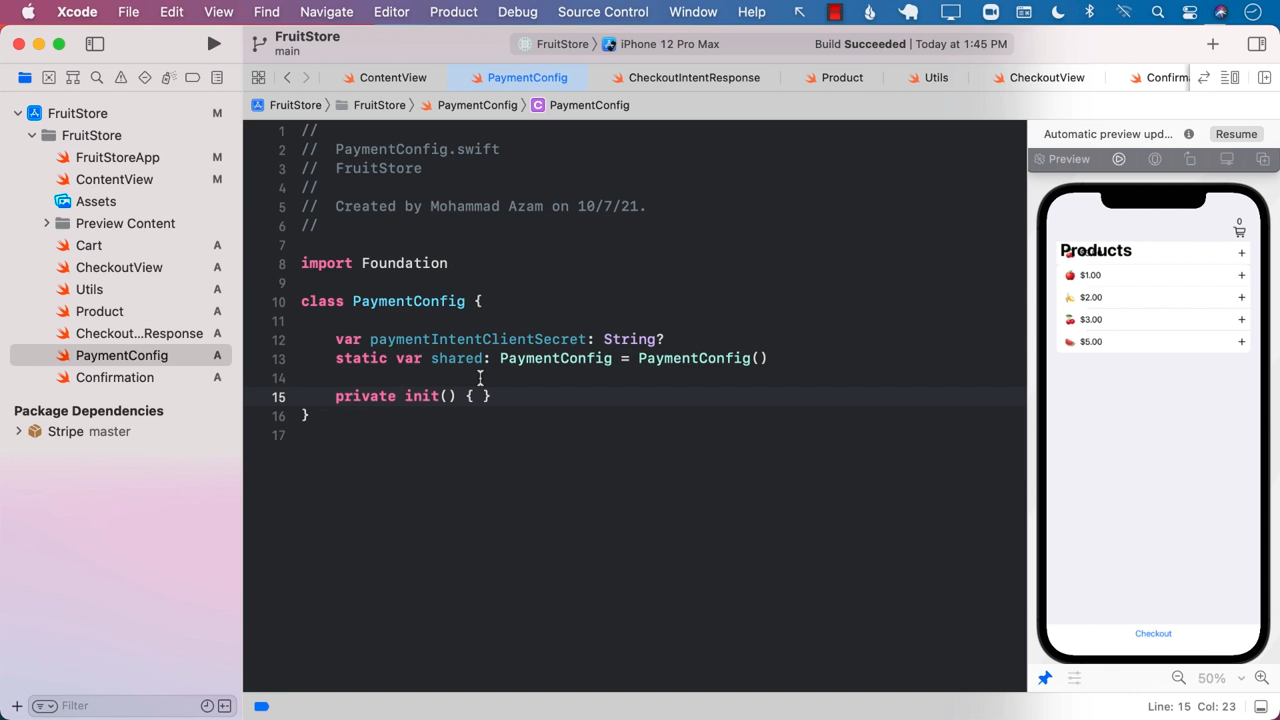 Xcode File Edit View Find Navigate Editor Product Debug Source Control Window Help
FruitStore
main
FruitStore iPhone 12 Pro Max
Build Succeeded | Today at 1:45 PM
ContentView PaymentConfig CheckoutIntentResponse Product Utils CheckoutView Confirm
FruitStore FruitStore PaymentConfig C PaymentConfig
FruitStore M
FruitStore
FruitStoreApp M
ContentView M
Assets
Preview Content
Cart A
CheckoutView A
Utils A
Product A
Checkout...Response A
PaymentConfig A
Confirmation A
Package Dependencies
Stripe master
Filter
1 //
2 //  PaymentConfig.swift
3 //  FruitStore
4 //
5 //  Created by Mohammad Azam on 10/7/21.
6 //
7
8 import Foundation
9
10 class PaymentConfig {
11
12 var paymentIntentClientSecret: String?
13 static var shared: PaymentConfig = PaymentConfig()
14
15 private init() { }
16 }
17
Automatic preview upd... Resume
Preview
0
Products
$1.00 +
$2.00 +
$3.00 +
$5.00 +
Checkout
50%
Line: 15 Col: 23